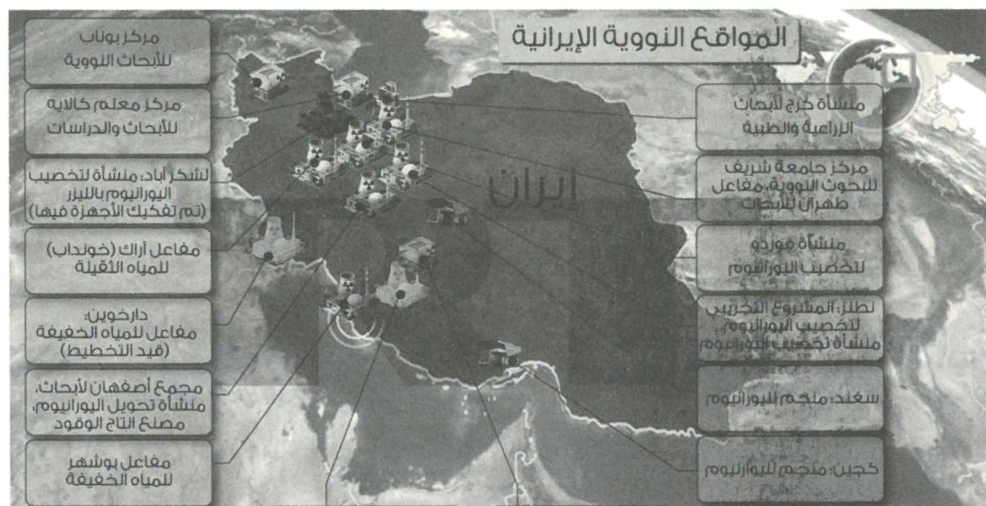 المواقع النووية الإيرانية
منشأة كرج لأبحاث
الزراعية والطبية
مركز جامعة شريف
للبحوث النووية، مفاعل
طهران للأبحاث
منشأة فوردو
لتخصيب اليورانيوم
نطنز: المشروع التجريبي
لتخصيب اليورانيوم،
منشأة تخصيب اليورانيوم
سغند: منجم لليورانيوم
كجين: منجم لليوارنيوم
إيران
مركز بوناب
للأبحاث النووية
مركز معلم كالايه
للأبحاث والدراسات
لشكر آباد: منشأة لتخصيب
اليورانيوم بالليزر
(تم تفكيك الأجهزة فيها)
مفاعل أراك (خونداب)
للمياه الثقيلة
دارخوين:
مفاعل للمياه الخفيفة
(قيد التخطيط)
مجمع أصفهان لأبحاث،
منشأة تحويل اليورانيوم،
مصنع انتاج الوقود
مفاعل بوشهر
للمياه الخفيفة